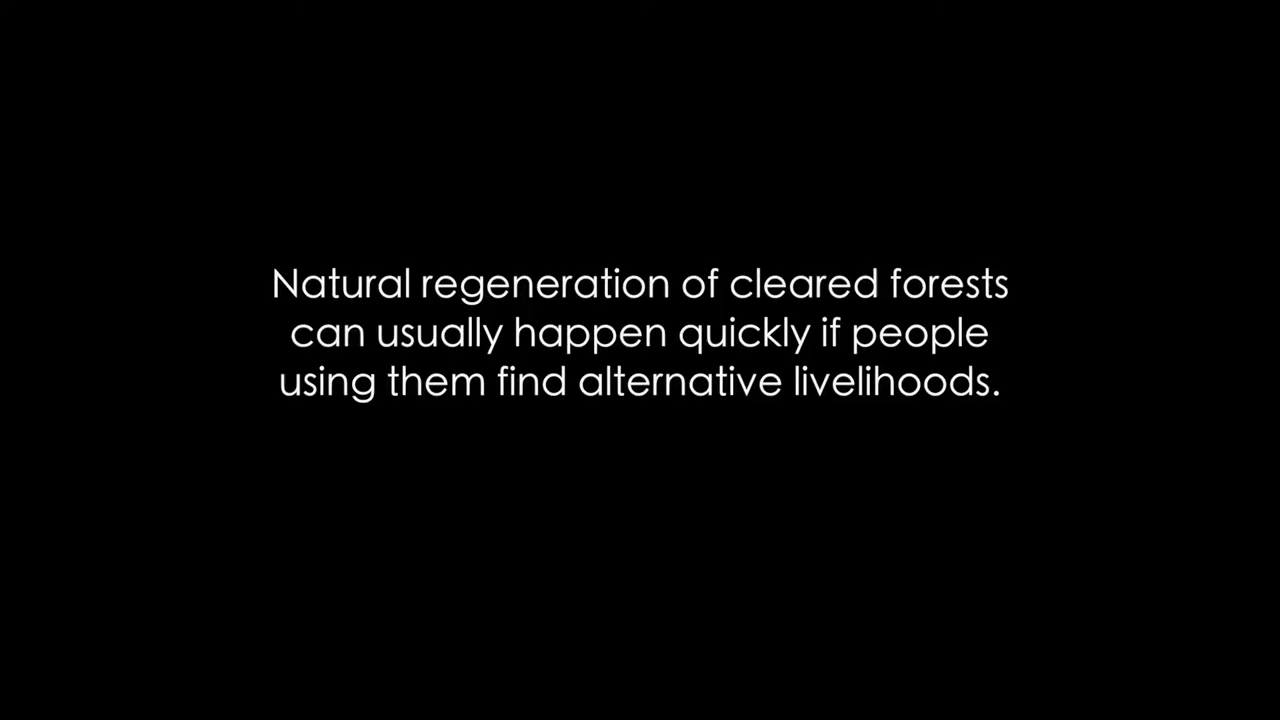 Natural regeneration of cleared forests
can usually happen quickly if people
using them find alternative livelihoods.